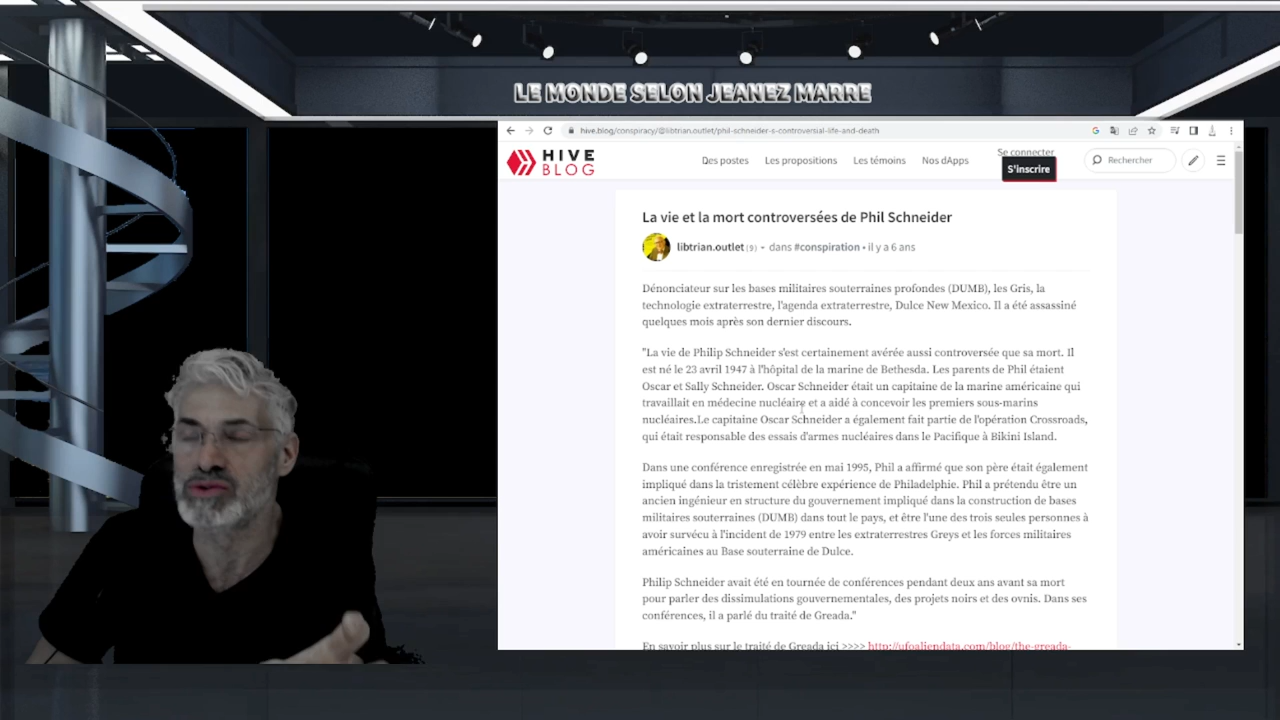 LE MONDE SELON JEANEZ MARRE
hive.blog/conspiracy/@libtrian.outlet/phil-schneider-s-controversial-life-and-death
HIVE
BLOG
Des postes Les propositions Les témoins Nos dApps
Se connecter
S'inscrire
Rechercher
La vie et la mort controversées de Phil Schneider
libtrian.outlet (9) • dans #conspiration • il y a 6 ans
Dénonciateur sur les bases militaires souterraines profondes (DUMB), les Gris, la
technologie extraterrestre, l'agenda extraterrestre, Dulce New Mexico. Il a été assassiné
quelques mois après son dernier discours.
"La vie de Philip Schneider s'est certainement avérée aussi controversée que sa mort. Il
est né le 23 avril 1947 à l'hôpital de la marine de Bethesda. Les parents de Phil étaient
Oscar et Sally Schneider. Oscar Schneider était un capitaine de la marine américaine qui
travaillait en médecine nucléaire et a aidé à concevoir les premiers sous-marins
nucléaires.Le capitaine Oscar Schneider a également fait partie de l'opération Crossroads,
qui était responsable des essais d'armes nucléaires dans le Pacifique à Bikini Island.
Dans une conférence enregistrée en mai 1995, Phil a affirmé que son père était également
impliqué dans la tristement célèbre expérience de Philadelphie. Phil a prétendu être un
ancien ingénieur en structure du gouvernement impliqué dans la construction de bases
militaires souterraines (DUMB) dans tout le pays, et être l'une des trois seules personnes à
avoir survécu à l'incident de 1979 entre les extraterrestres Greys et les forces militaires
américaines au Base souterraine de Dulce.
Philip Schneider avait été en tournée de conférences pendant deux ans avant sa mort
pour parler des dissimulations gouvernementales, des projets noirs et des ovnis. Dans ses
conférences, il a parlé du traité de Greada."
En savoir plus sur le traité de Greada ici >>>> http://ufoaliendata.com/blog/the-greada-